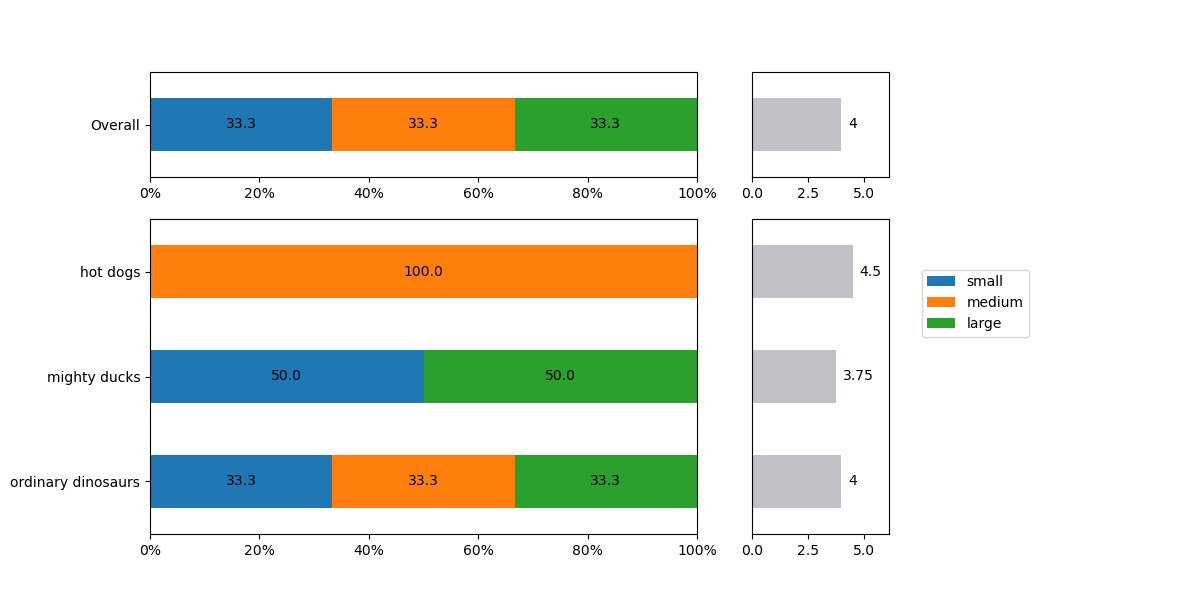 Overall 33.3 33.3 33.3 4
0% 20% 40% 60% 80% 100% 0.0 2.5 5.0
hot dogs 100.0 4.5
small
medium
large
mighty ducks 50.0 50.0 3.75
ordinary dinosaurs 33.3 33.3 33.3 4
0% 20% 40% 60% 80% 100% 0.0 2.5 5.0